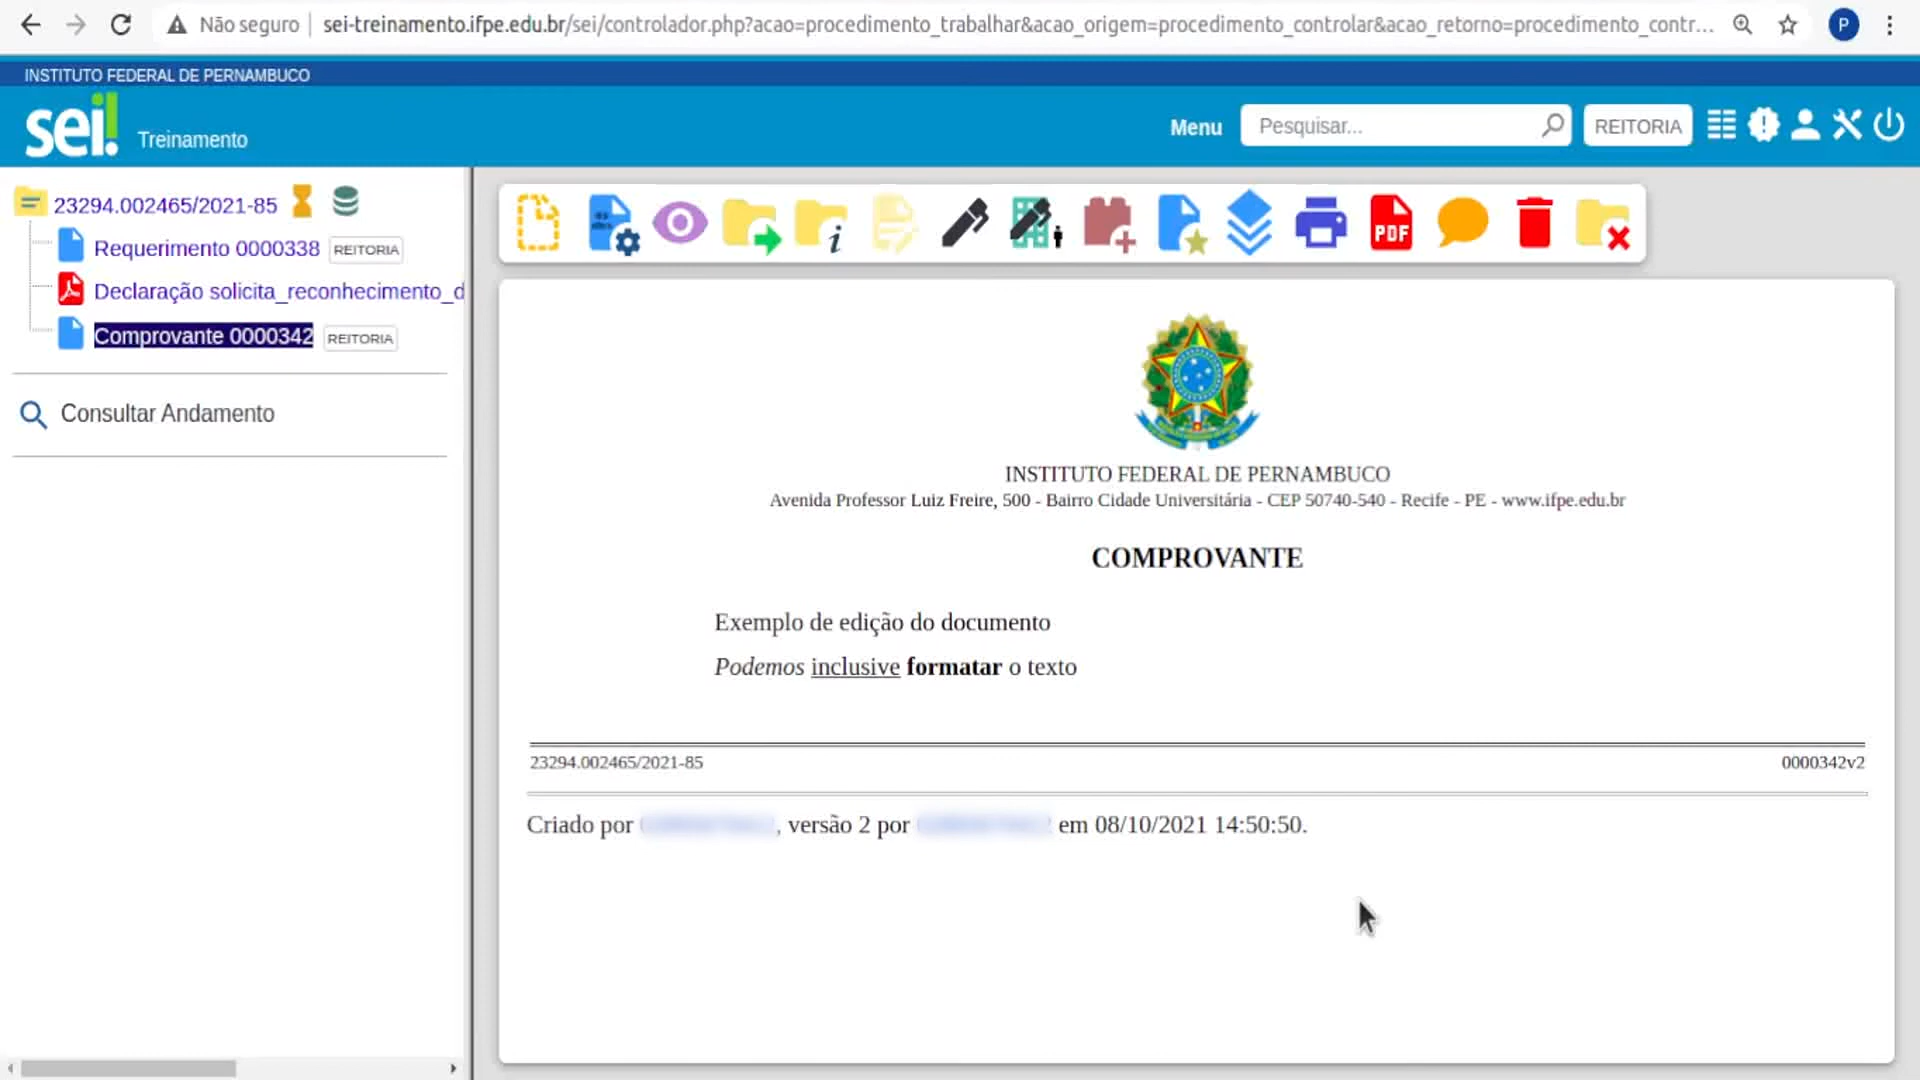 Não seguro
sei-treinamento.ifpe.edu.br/sei/controlador.php?acao=procedimento_trabalhar&acao_origem=procedimento_controlar&acao_retorno=procedimento_contr...
P
INSTITUTO FEDERAL DE PERNAMBUCO
sei!
Treinamento
Menu
Pesquisar...
REITORIA
23294.002465/2021-85
Requerimento 0000338 REITORIA
Declaração solicita_reconhecimento_d
Comprovante 0000342 REITORIA
Consultar Andamento
PDF
INSTITUTO FEDERAL DE PERNAMBUCO
Avenida Professor Luiz Freire, 500 - Bairro Cidade Universitária - CEP 50740-540 - Recife - PE - www.ifpe.edu.br
COMPROVANTE
Exemplo de edição do documento
Podemos inclusive formatar o texto
23294.002465/2021-85 0000342v2
Criado por , versão 2 por em 08/10/2021 14:50:50.